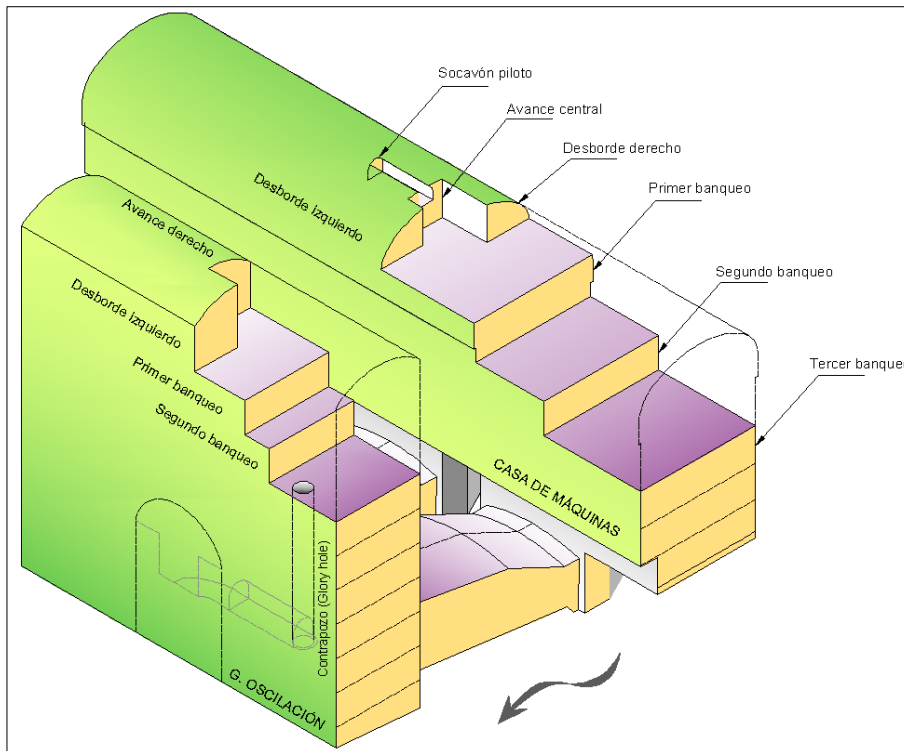 Socavón piloto
Avance central
Desborde derecho
Primer banqueo
Segundo banqueo
Tercer banqueo
Desborde izquierdo
Avance derecho
Desborde izquierdo
Primer banqueo
Segundo banqueo
CASA DE MÁQUINAS
Contrapozo (Glory hole)
G. OSCILACIÓN